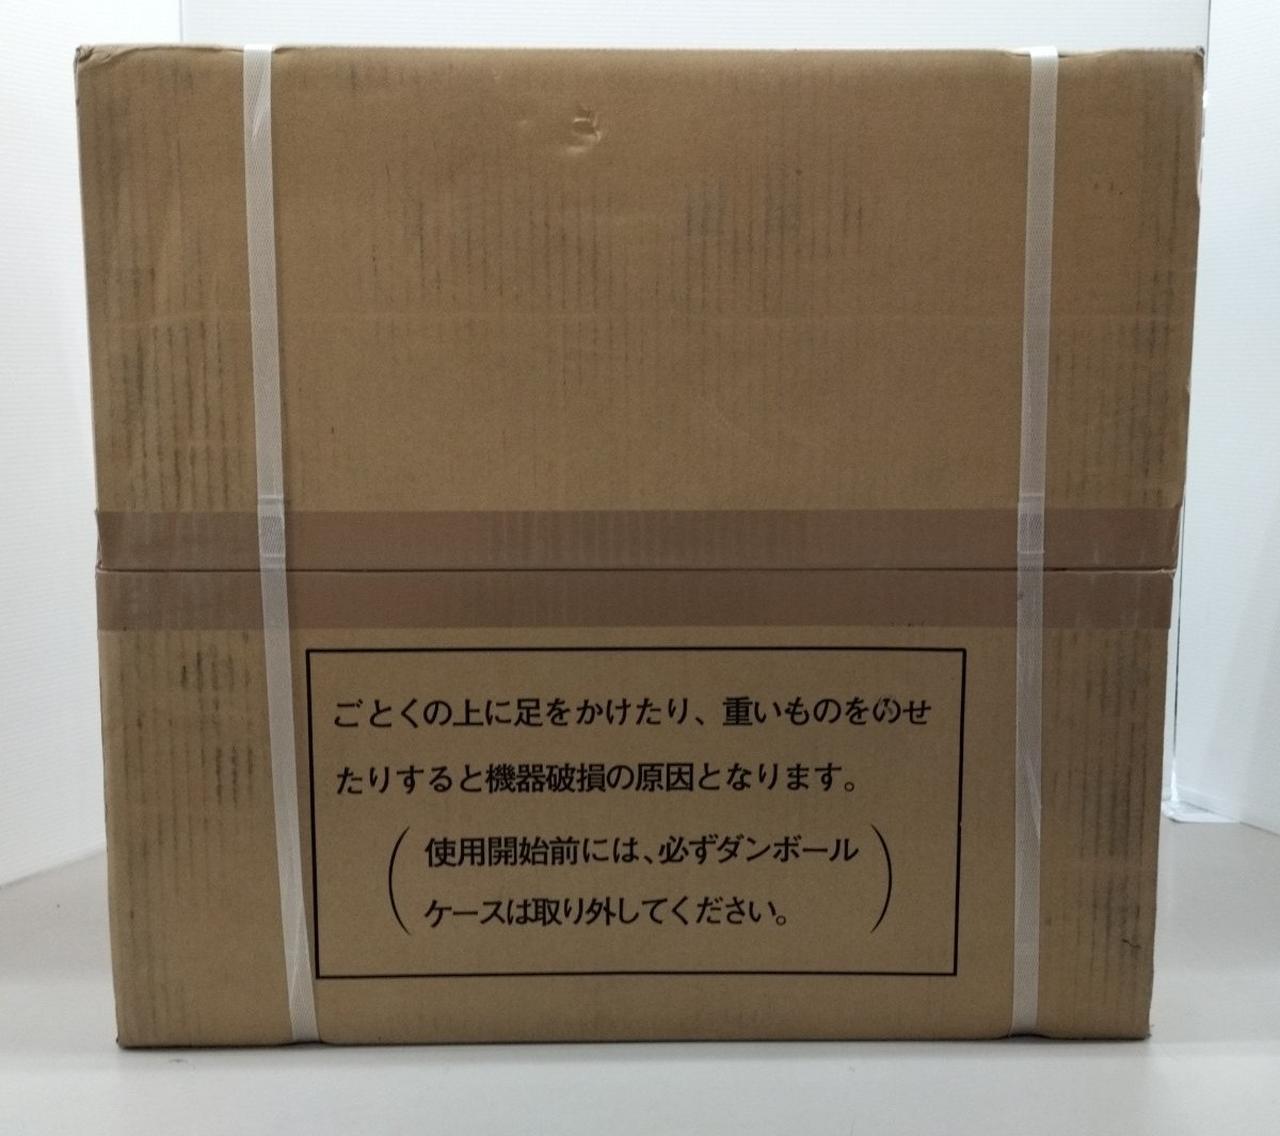 ごとくの上に足をかけたり、重いものをのせ
たりすると機器破損の原因となります。
(使用開始前には、必ずダンボール
ケースは取り外してください。)